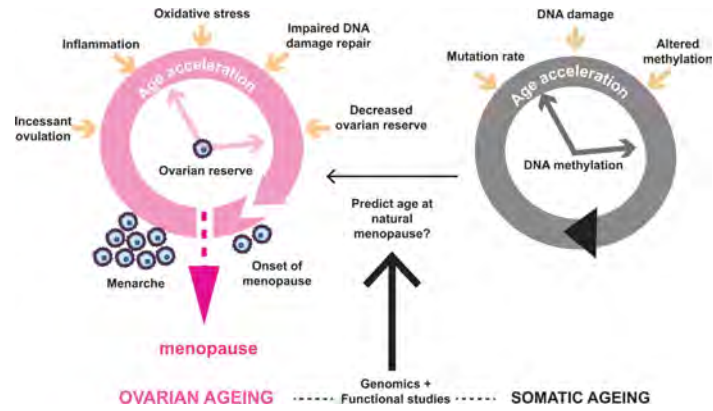 Oxidative stress
Inflammation
Impaired DNA
damage repair
Age acceleration
Incessant
ovulation
Decreased
ovarian reserve
Ovarian reserve
Menarche
Onset of
menopause
menopause
OVARIAN AGEING
DNA damage
Mutation rate
Altered
methylation
Age acceleration
DNA methylation
Predict age at
natural
menopause?
Genomics +
Functional studies
SOMATIC AGEING